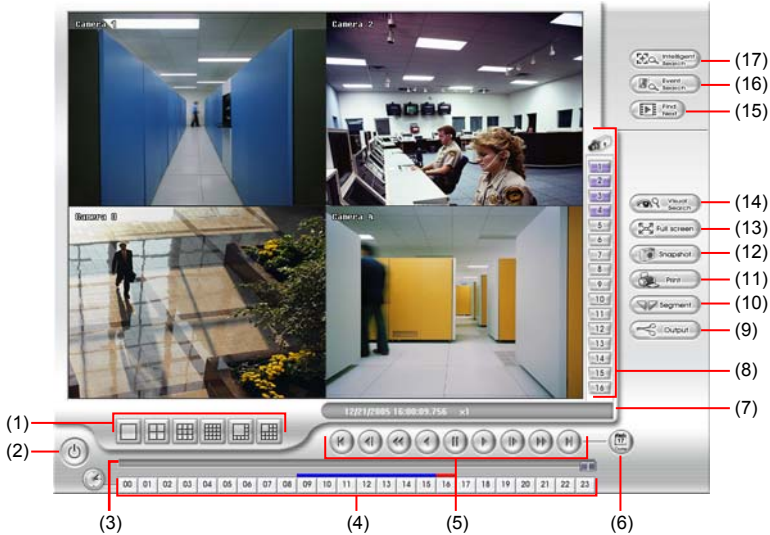 Camera 1
Camera 2
Camera 3
Camera 4
Intelligent Search
(17)
Event Search
(16)
Find Next
(15)
1
2
3
4
5
6
7
8
9
10
11
12
13
14
15
16
(8)
Visual Search
(14)
Full screen
(13)
Snapshot
(12)
Print
(11)
Segment
(10)
Output
(9)
12/21/2005 16:00:09.756 x1
(7)
(1)
(2)
00 01 02 03 04 05 06 07 08 09 10 11 12 13 14 15 16 17 18 19 20 21 22 23
(3)
(4)
(5)
(6)